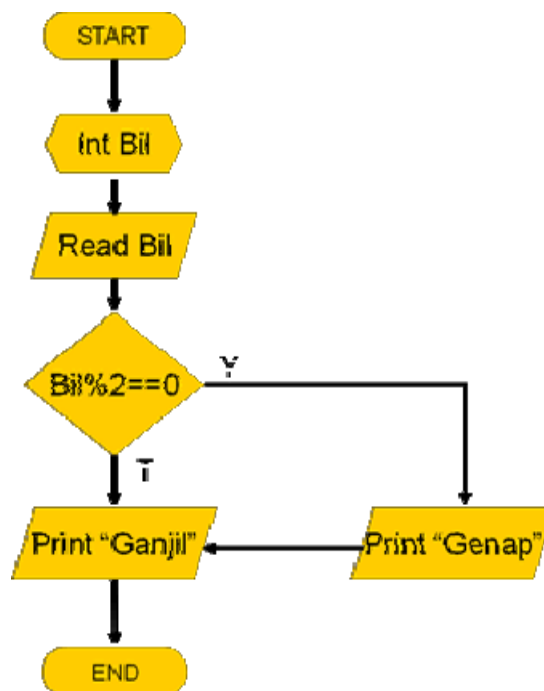 START
Int Bil
Read Bil
Bil%2==0
Y
T
Print “Ganjil”
Print “Genap”
END